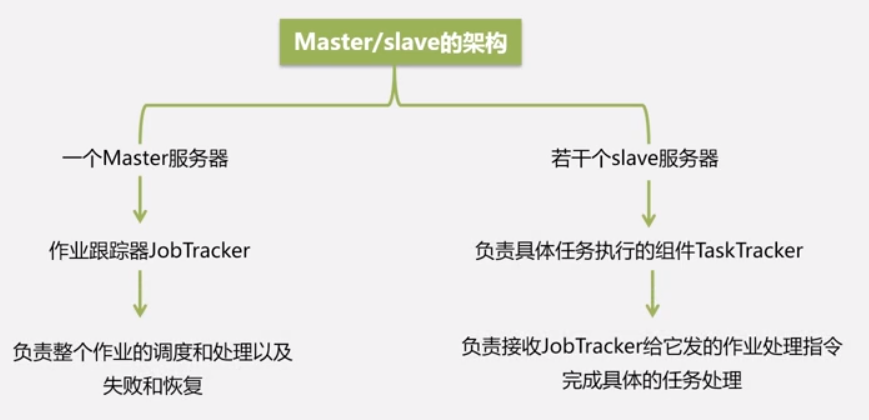 Master/slave的架构
一个Master服务器
若干个slave服务器
作业跟踪器JobTracker
负责具体任务执行的组件TaskTracker
负责整个作业的调度和处理以及
失败和恢复
负责接收JobTracker给它发的作业处理指令
完成具体的任务处理